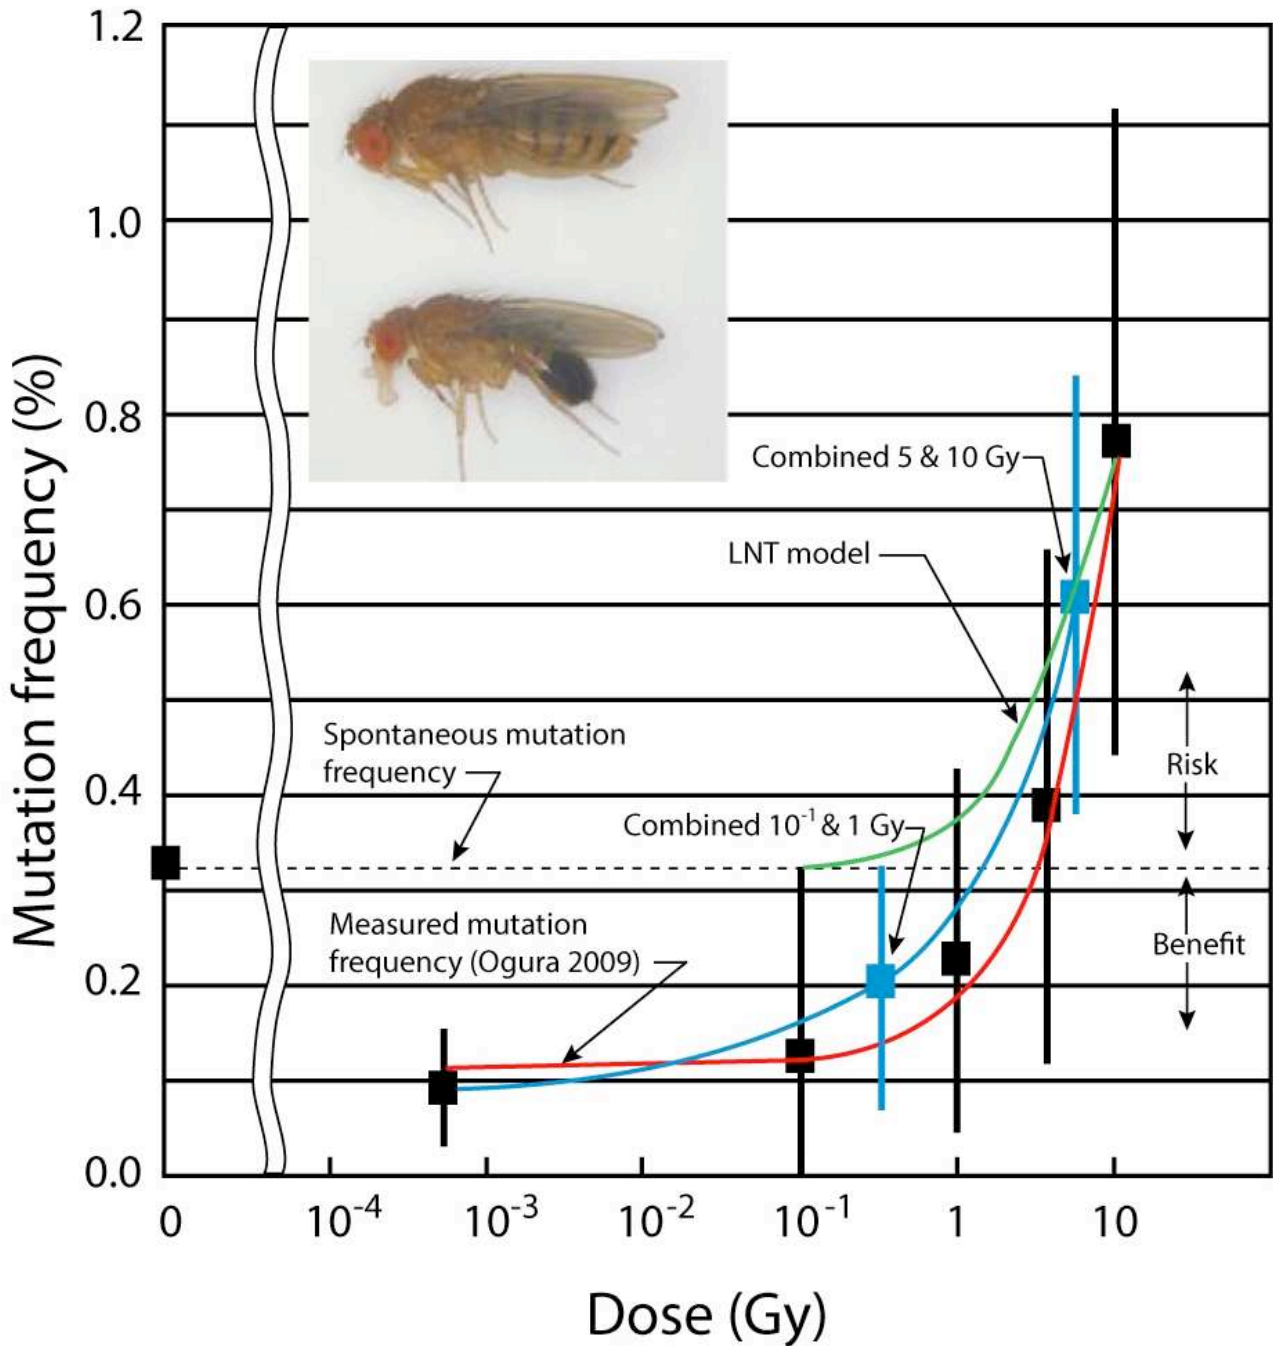 1.2
1.0
0.8
0.6
0.4
0.2
0.0
Mutation frequency (%)
Combined 5 & 10 Gy
LNT model
Spontaneous mutation
frequency
Risk
Combined 10⁻¹ & 1 Gy
Measured mutation
frequency (Ogura 2009)
Benefit
0 10⁻⁴ 10⁻³ 10⁻² 10⁻¹ 1 10
Dose (Gy)